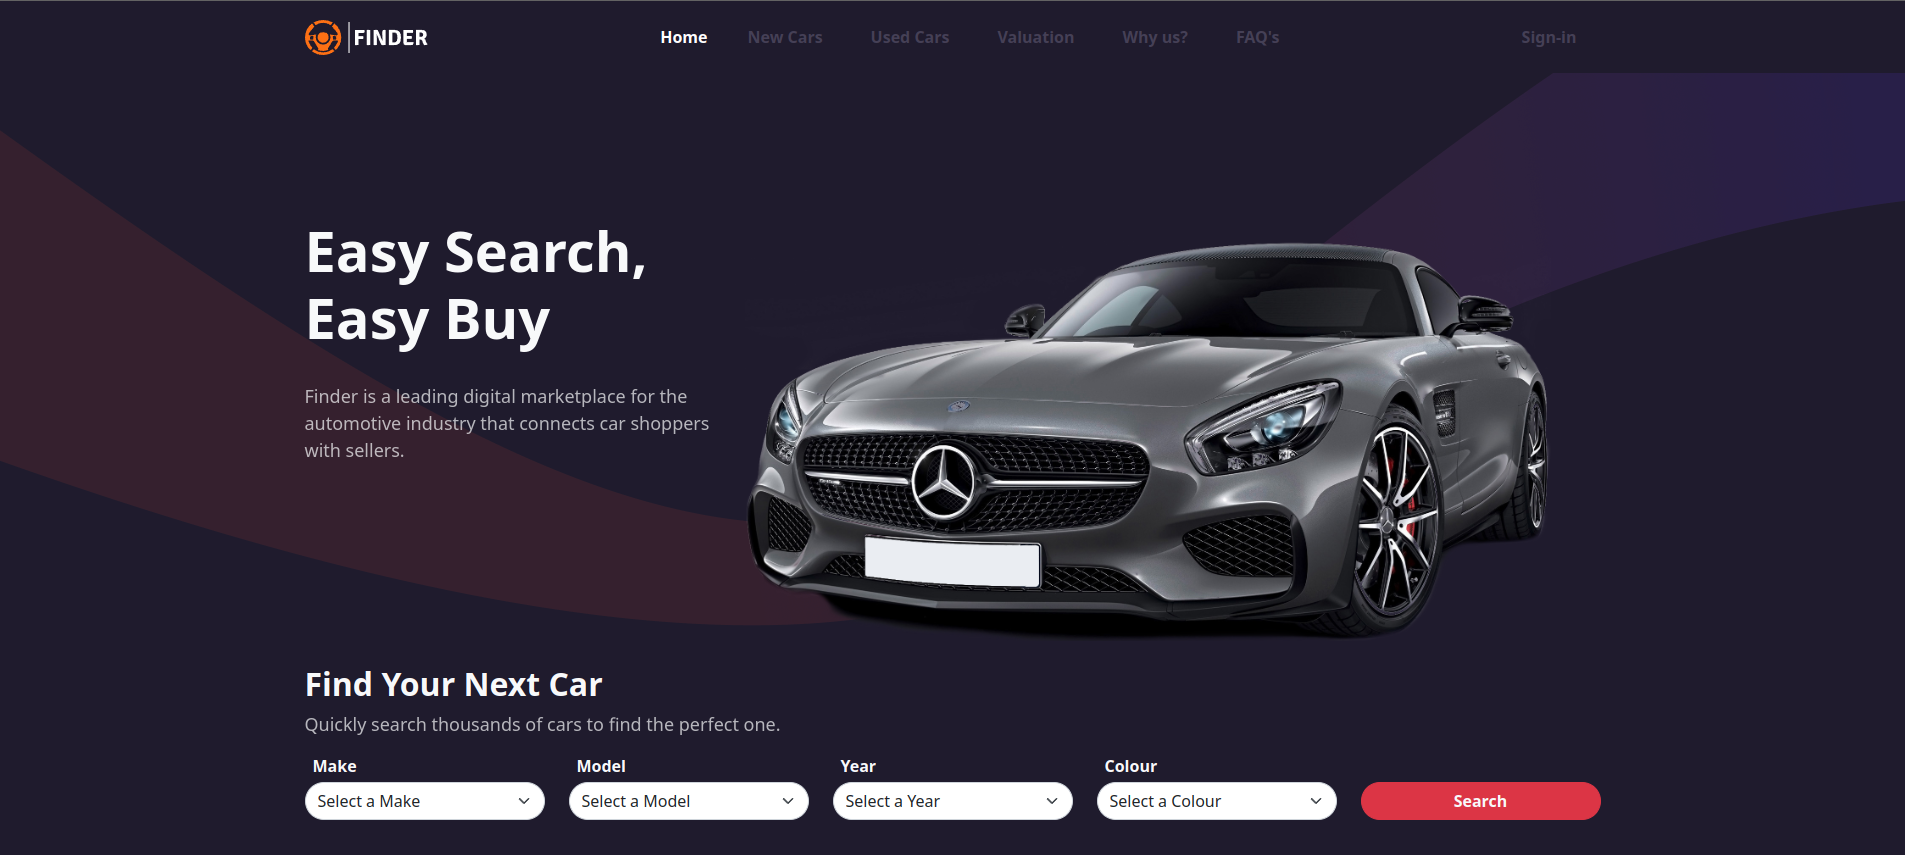 FINDER
Home
New Cars
Used Cars
Valuation
Why us?
FAQ's
Sign-in
Easy Search,
Easy Buy
Finder is a leading digital marketplace for the
automotive industry that connects car shoppers
with sellers.
Find Your Next Car
Quickly search thousands of cars to find the perfect one.
Make
Model
Year
Colour
Select a Make
Select a Model
Select a Year
Select a Colour
Search